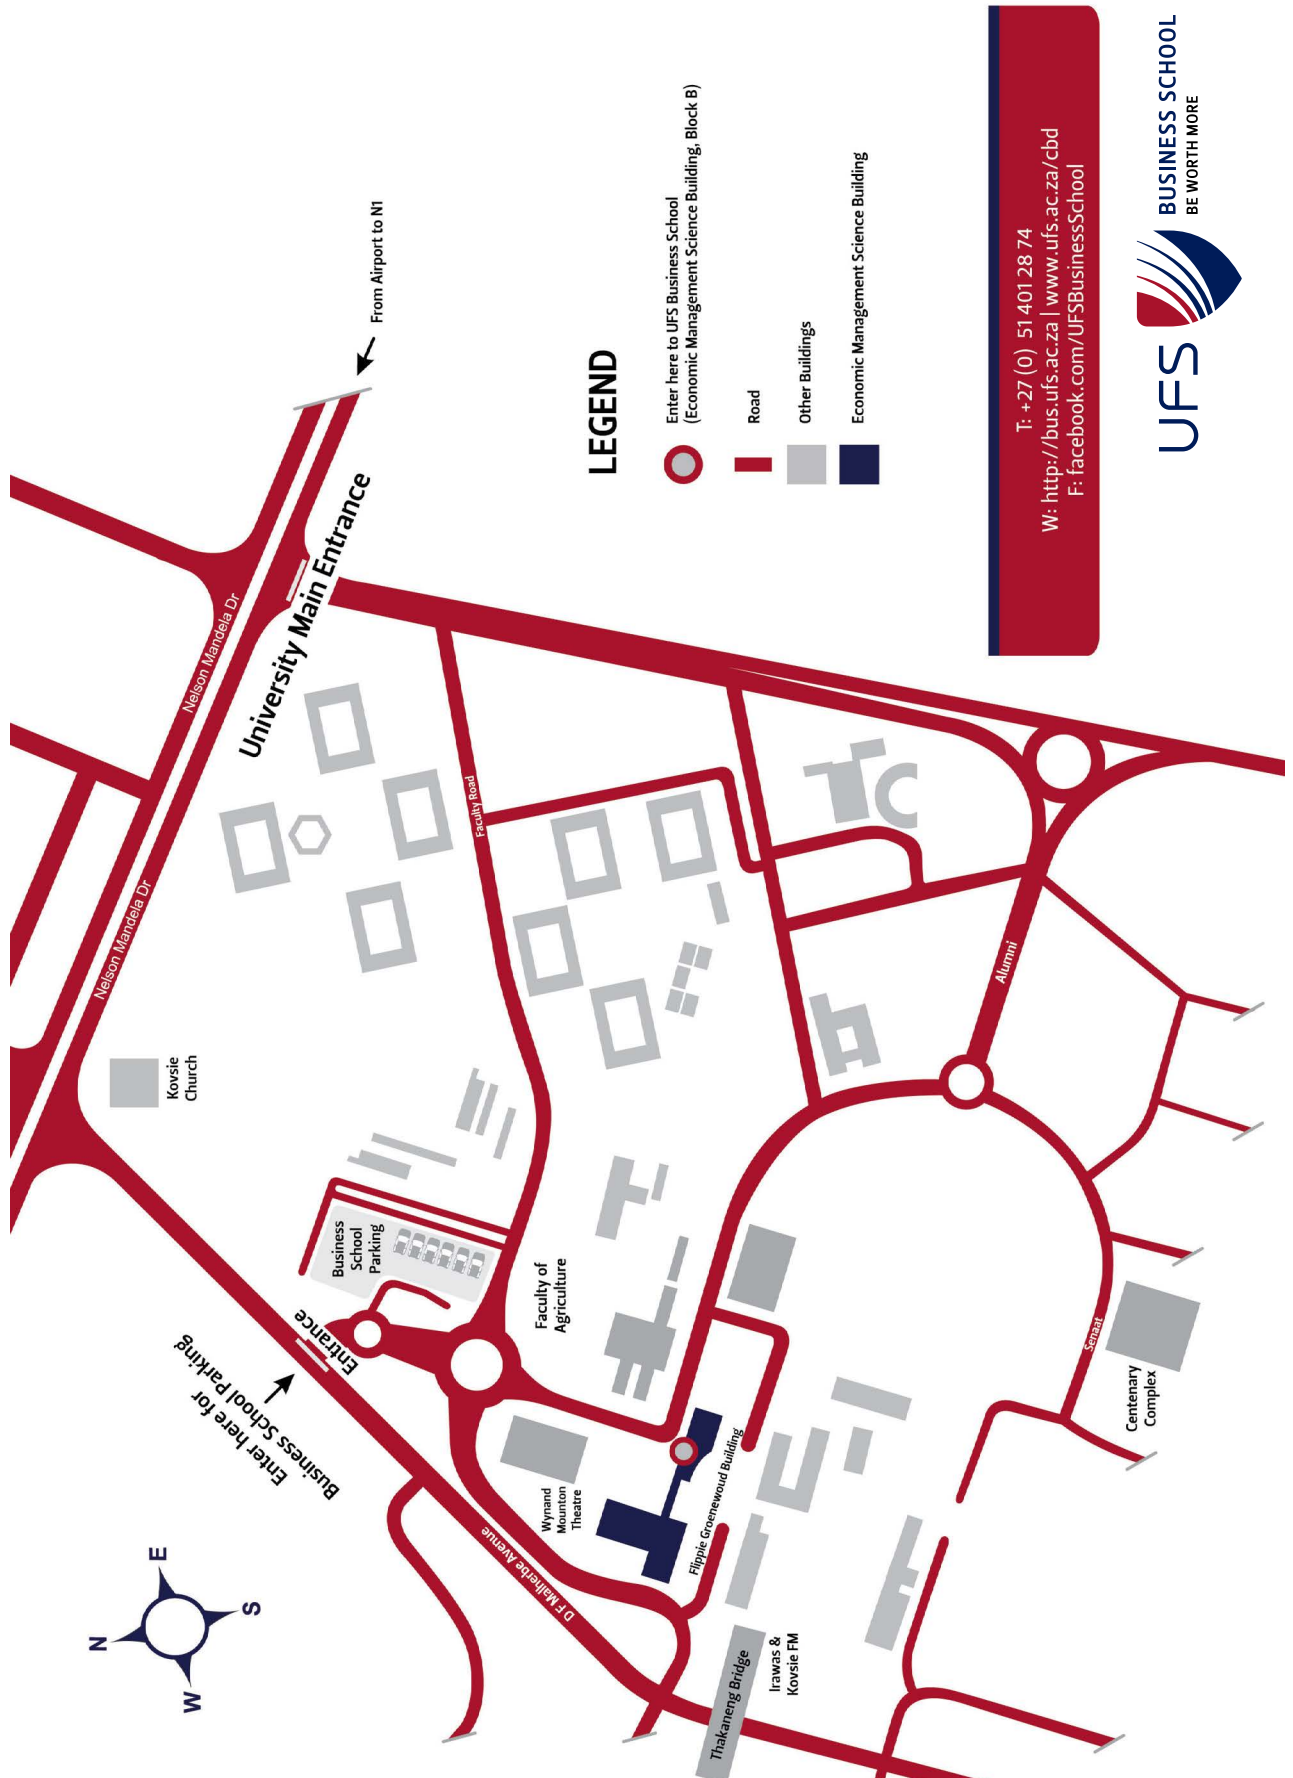 Nelson Mandela Dr
Nelson Mandela Dr
University Main Entrance
From Airport to N1
Kovsie
Church
Faculty Road
Business
School
Parking
Entrance
Enter here for
Business School Parking
N
E
S
W
Faculty of
Agriculture
Wynand
Mounton
Theatre
D F Malherbe Avenue
Flippie Groenewoud Building
Thakaneng Bridge
Irawas &
Kovsie FM
Alumni
Senaat
Centenary
Complex
LEGEND
Enter here to UFS Business School
(Economic Management Science Building, Block B)
Road
Other Buildings
Economic Management Science Building
T: +27 (0) 51 401 28 74
W: http://bus.ufs.ac.za | www.ufs.ac.za/cbd
F: facebook.com/UFSBusinessSchool
UFS
BUSINESS SCHOOL
BE WORTH MORE